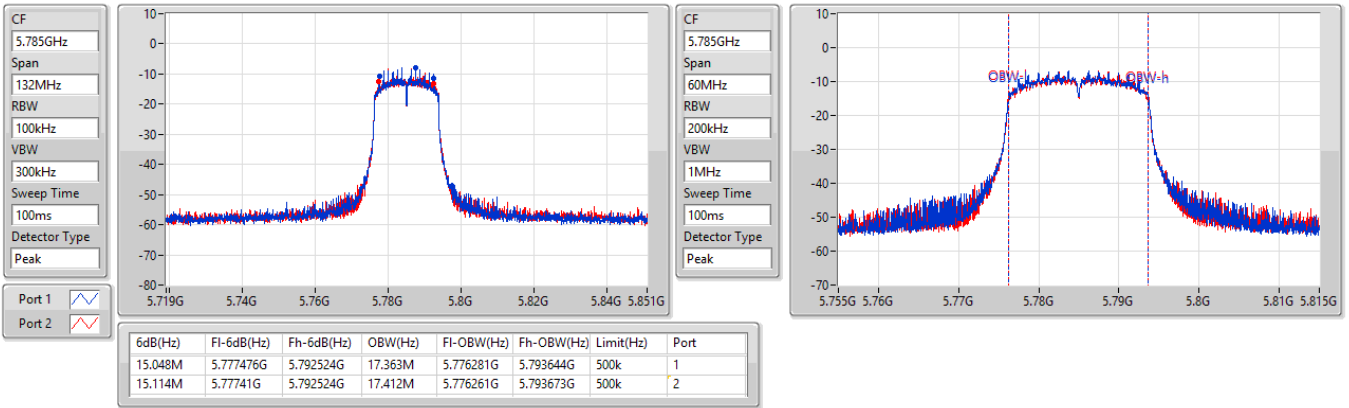 CF
5.785GHz
Span
132MHz
RBW
100kHz
VBW
300kHz
Sweep Time
100ms
Detector Type
Peak
Port 1
Port 2
10-
0-
-10-
-20-
-30-
-40-
-50-
-60-
-70-
-80-
5.719G 5.74G 5.76G 5.78G 5.8G 5.82G 5.84G 5.851G
CF
5.785GHz
Span
60MHz
RBW
200kHz
VBW
1MHz
Sweep Time
100ms
Detector Type
Peak
10-
0-
-10-
-20-
-30-
-40-
-50-
-60-
-70-
OBW- OBW-h
5.755G 5.76G 5.77G 5.78G 5.79G 5.8G 5.81G 5.815G
6dB(Hz) Fl-6dB(Hz) Fh-6dB(Hz) OBW(Hz) Fl-OBW(Hz) Fh-OBW(Hz) Limit(Hz) Port
15.048M 5.777476G 5.792524G 17.363M 5.776281G 5.793644G 500k 1
15.114M 5.77741G 5.792524G 17.412M 5.776261G 5.793673G 500k 2